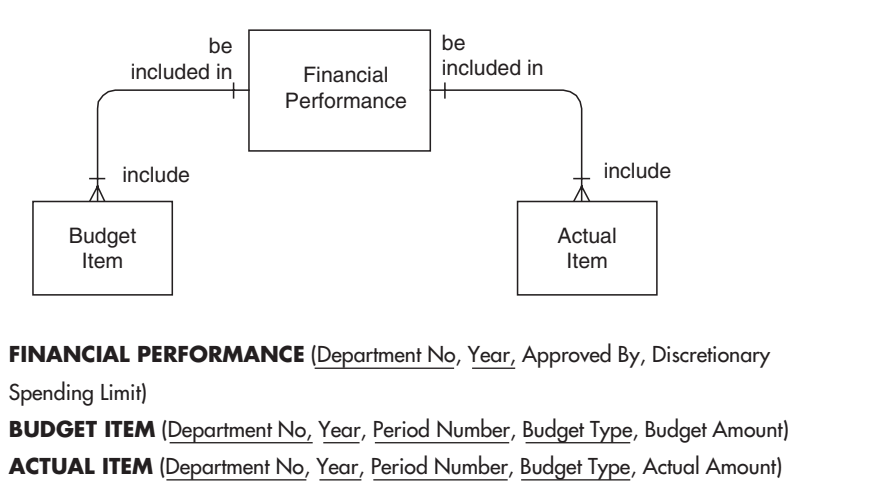 be
included in
Financial
Performance
be
included in
include
include
Budget
Item
Actual
Item
FINANCIAL PERFORMANCE (Department No, Year, Approved By, Discretionary
Spending Limit)
BUDGET ITEM (Department No, Year, Period Number, Budget Type, Budget Amount)
ACTUAL ITEM (Department No, Year, Period Number, Budget Type, Actual Amount)